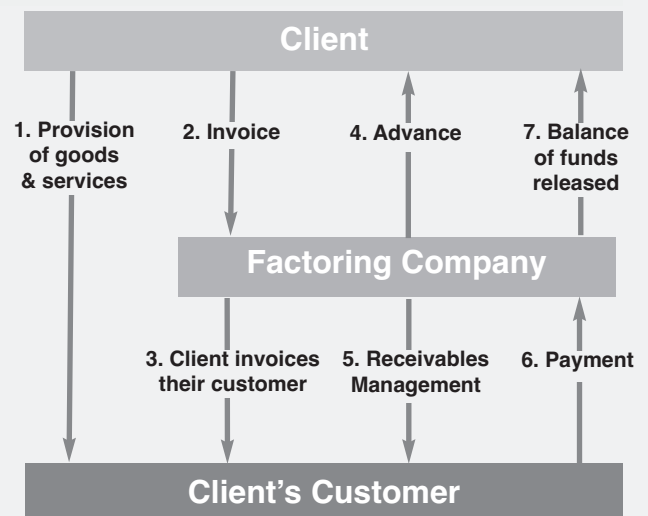 Client
1. Provision
of goods
& services
2. Invoice
4. Advance
7. Balance
of funds
released
Factoring Company
3. Client invoices
their customer
5. Receivables
Management
6. Payment
Client's Customer